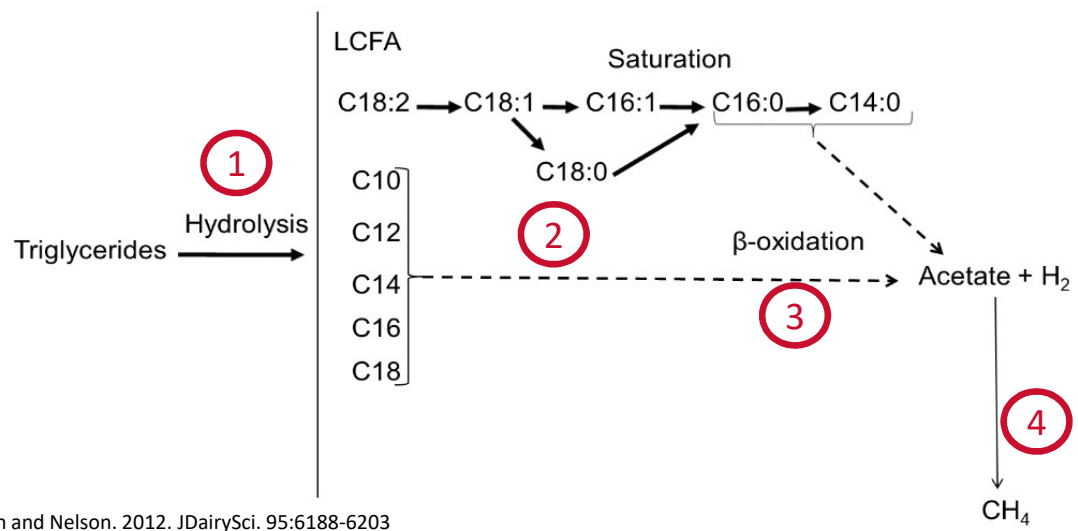 LCFA
Saturation
C18:2 C18:1 C16:1 C16:0 C14:0
C18:0
1
Hydrolysis
Triglycerides
C10
C12
C14
C16
C18
2
β-oxidation
3
Acetate + H₂
4
CH₄
and Nelson. 2012. JDairySci. 95:6188-6203